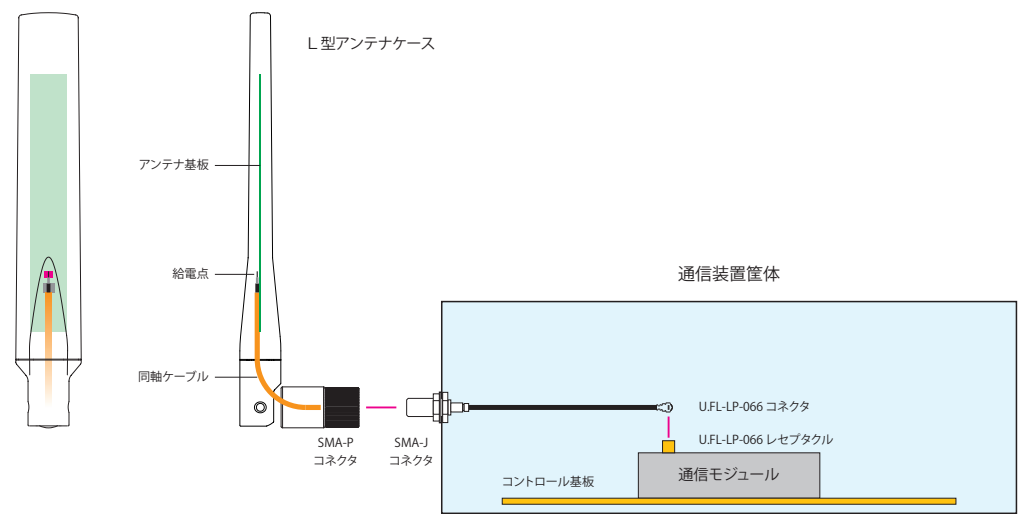 L 型アンテナケース
アンテナ基板
給電点
通信装置筐体
同軸ケーブル
U.FL-LP-066 コネクタ
SMA-P
コネクタ
SMA-J
コネクタ
U.FL-LP-066 レセプタクル
通信モジュール
コントロール基板